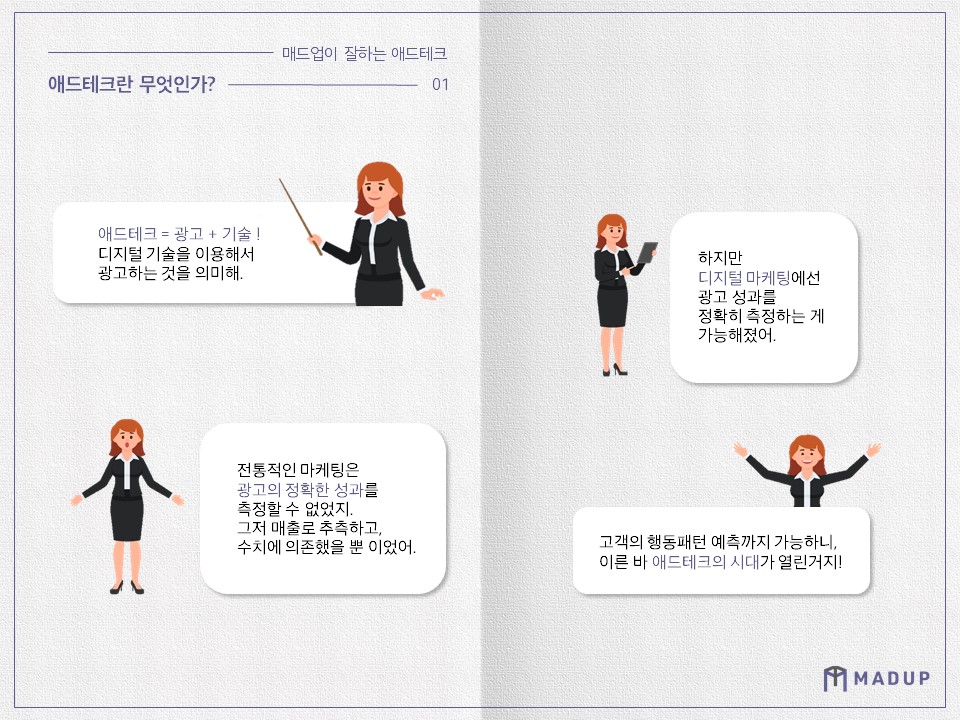 매드업이 잘하는 애드테크
애드테크란 무엇인가?
01
애드테크 = 광고 + 기술 !
디지털 기술을 이용해서
광고하는 것을 의미해.
전통적인 마케팅은
광고의 정확한 성과를
측정할 수 없었지.
그저 매출로 추측하고,
수치에 의존했을 뿐 이었어.
하지만
디지털 마케팅에선
광고 성과를
정확히 측정하는 게
가능해졌어.
고객의 행동패턴 예측까지 가능하니,
이른 바 애드테크의 시대가 열린거지!
MADUP